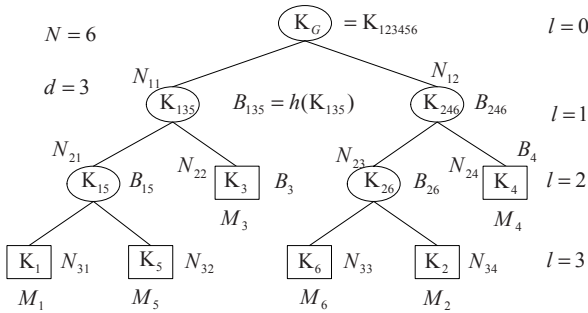 N = 6
K_G = K_123456
l = 0
d = 3
N_11
N_12
K_135
B_135 = h(K_135)
K_246
B_246
l = 1
N_21
N_22
N_23
N_24
B_4
K_15
B_15
K_3
B_3
K_26
B_26
K_4
l = 2
M_3
M_4
K_1
N_31
K_5
N_32
K_6
N_33
K_2
N_34
l = 3
M_1
M_5
M_6
M_2